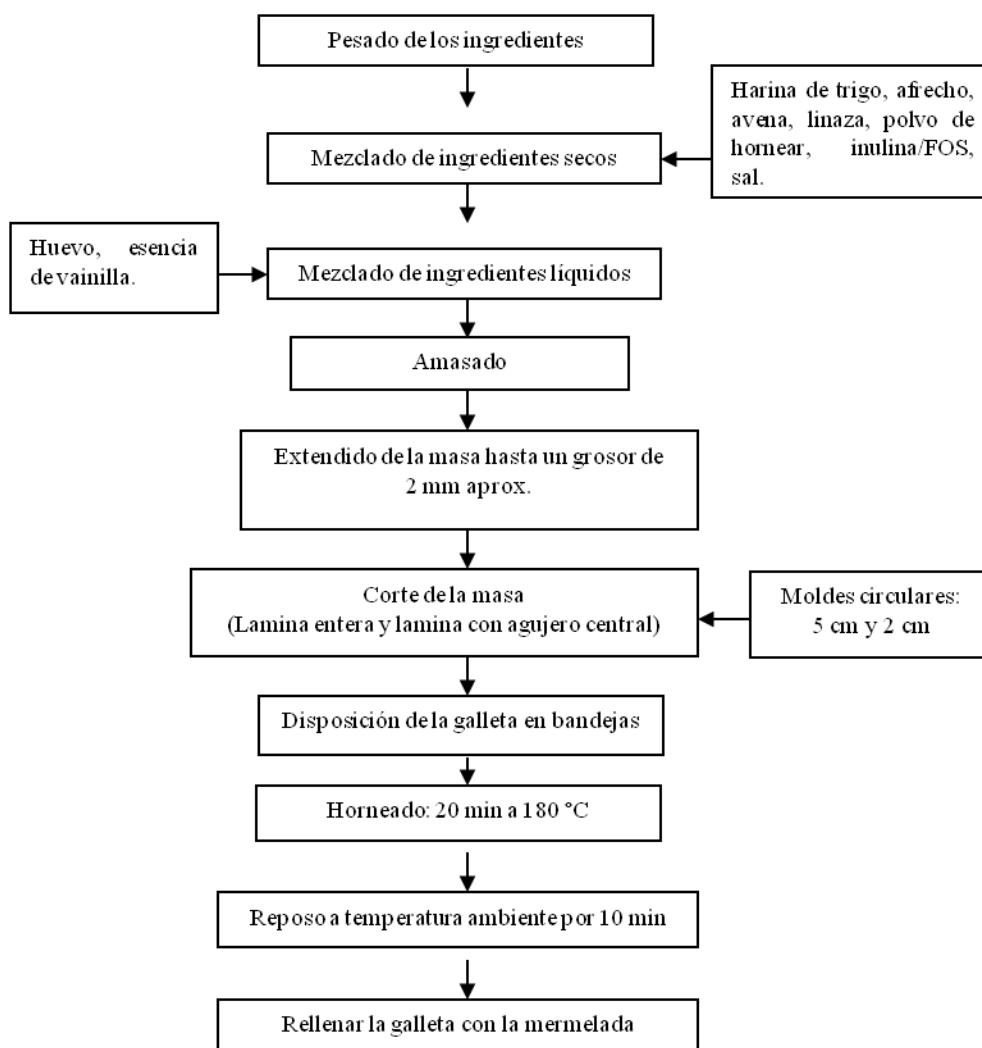 Pesado de los ingredientes
Harina de trigo, afrecho,
avena, linaza, polvo de
hornear, inulina/FOS,
sal.
Mezclado de ingredientes secos
Huevo, esencia
de vainilla.
Mezclado de ingredientes líquidos
Amasado
Extendido de la masa hasta un grosor de
2 mm aprox.
Corte de la masa
(Lamina entera y lamina con agujero central)
Moldes circulares:
5 cm y 2 cm
Disposición de la galleta en bandejas
Horneado: 20 min a 180 °C
Reposo a temperatura ambiente por 10 min
Rellenar la galleta con la mermelada